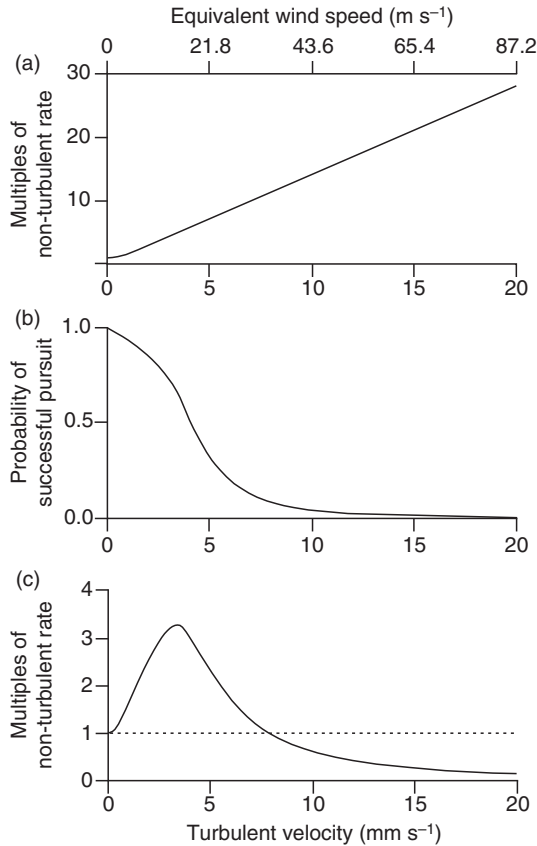 Equivalent wind speed (m s⁻¹)
0 21.8 43.6 65.4 87.2
(a)
Multiples of
non-turbulent rate
30
20
10
0 5 10 15 20
(b)
Probability of
successful pursuit
1.0
0.5
0.0
0 5 10 15 20
(c)
Multiples of
non-turbulent rate
4
3
2
1
0
0 5 10 15 20
Turbulent velocity (mm s⁻¹)